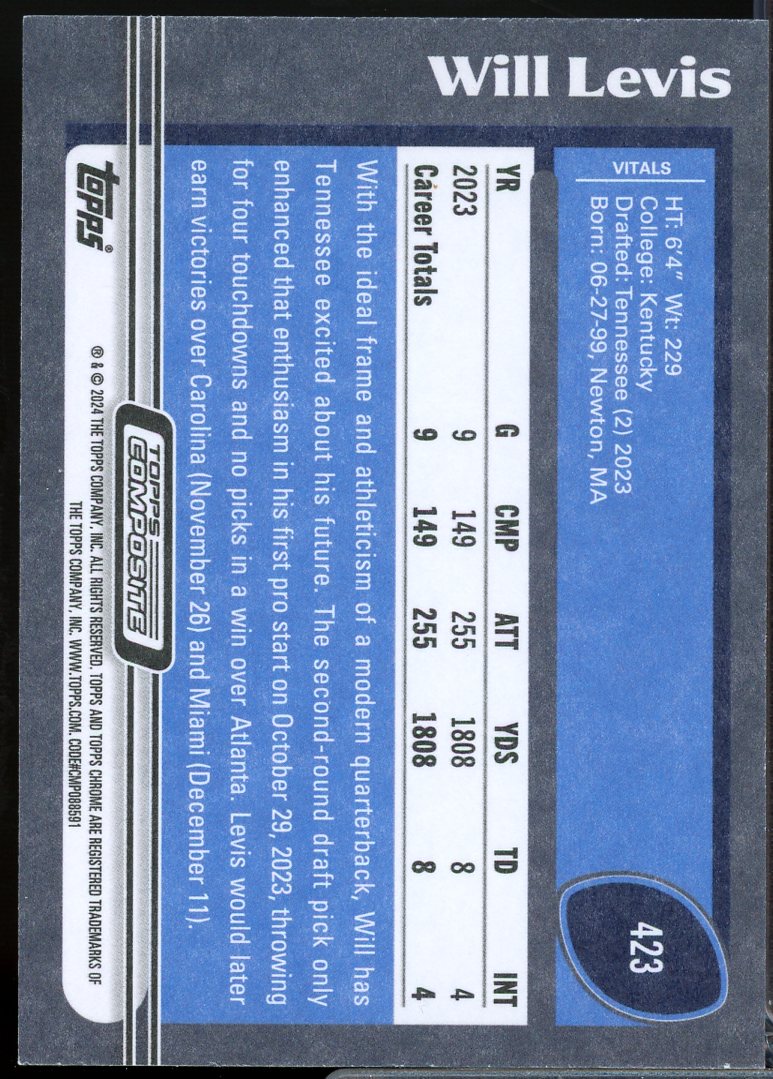 Will Levis
VITALS
HT: 6'4" Wt: 229
College: Kentucky
Drafted: Tennessee (2) 2023
Born: 06-27-99, Newton, MA
423
YR G CMP ATT YDS TD INT
2023 9 149 255 1808 8 4
Career Totals 9 149 255 1808 8 4
With the ideal frame and athleticism of a modern quarterback, Will has
Tennessee excited about his future. The second-round draft pick only
enhanced that enthusiasm in his first pro start on October 29, 2023, throwing
for four touchdowns and no picks in a win over Atlanta. Levis would later
earn victories over Carolina (November 26) and Miami (December 11).
TOPPS
COMPOSITE
topps®
® & © 2024 THE TOPPS COMPANY, INC. ALL RIGHTS RESERVED. TOPPS AND TOPPS CHROME ARE REGISTERED TRADEMARKS OF
THE TOPPS COMPANY, INC. WWW.TOPPS.COM. CODE#CMP088591